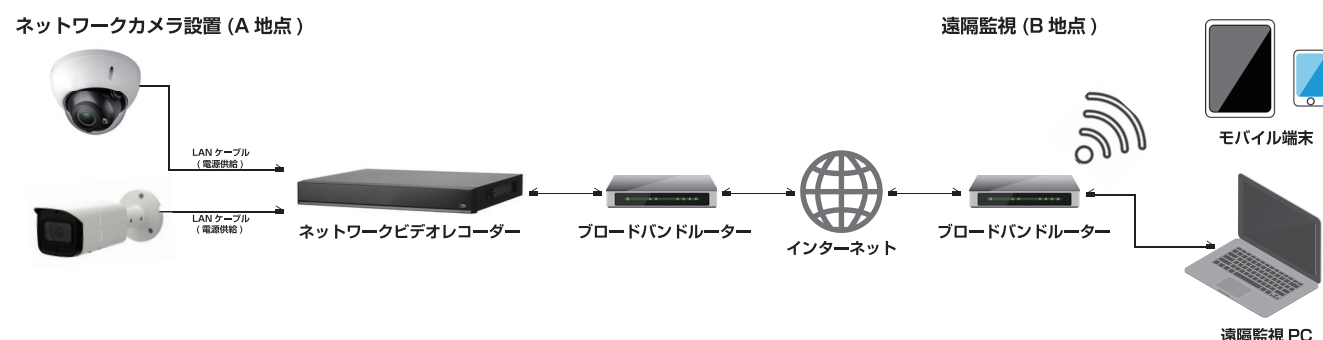 ネットワークカメラ設置 (A 地点 )
遠隔監視 (B 地点 )
LAN ケーブル
( 電源供給 )
LAN ケーブル
( 電源供給 )
モバイル端末
ネットワークビデオレコーダー
ブロードバンドルーター
インターネット
ブロードバンドルーター
遠隔監視 PC